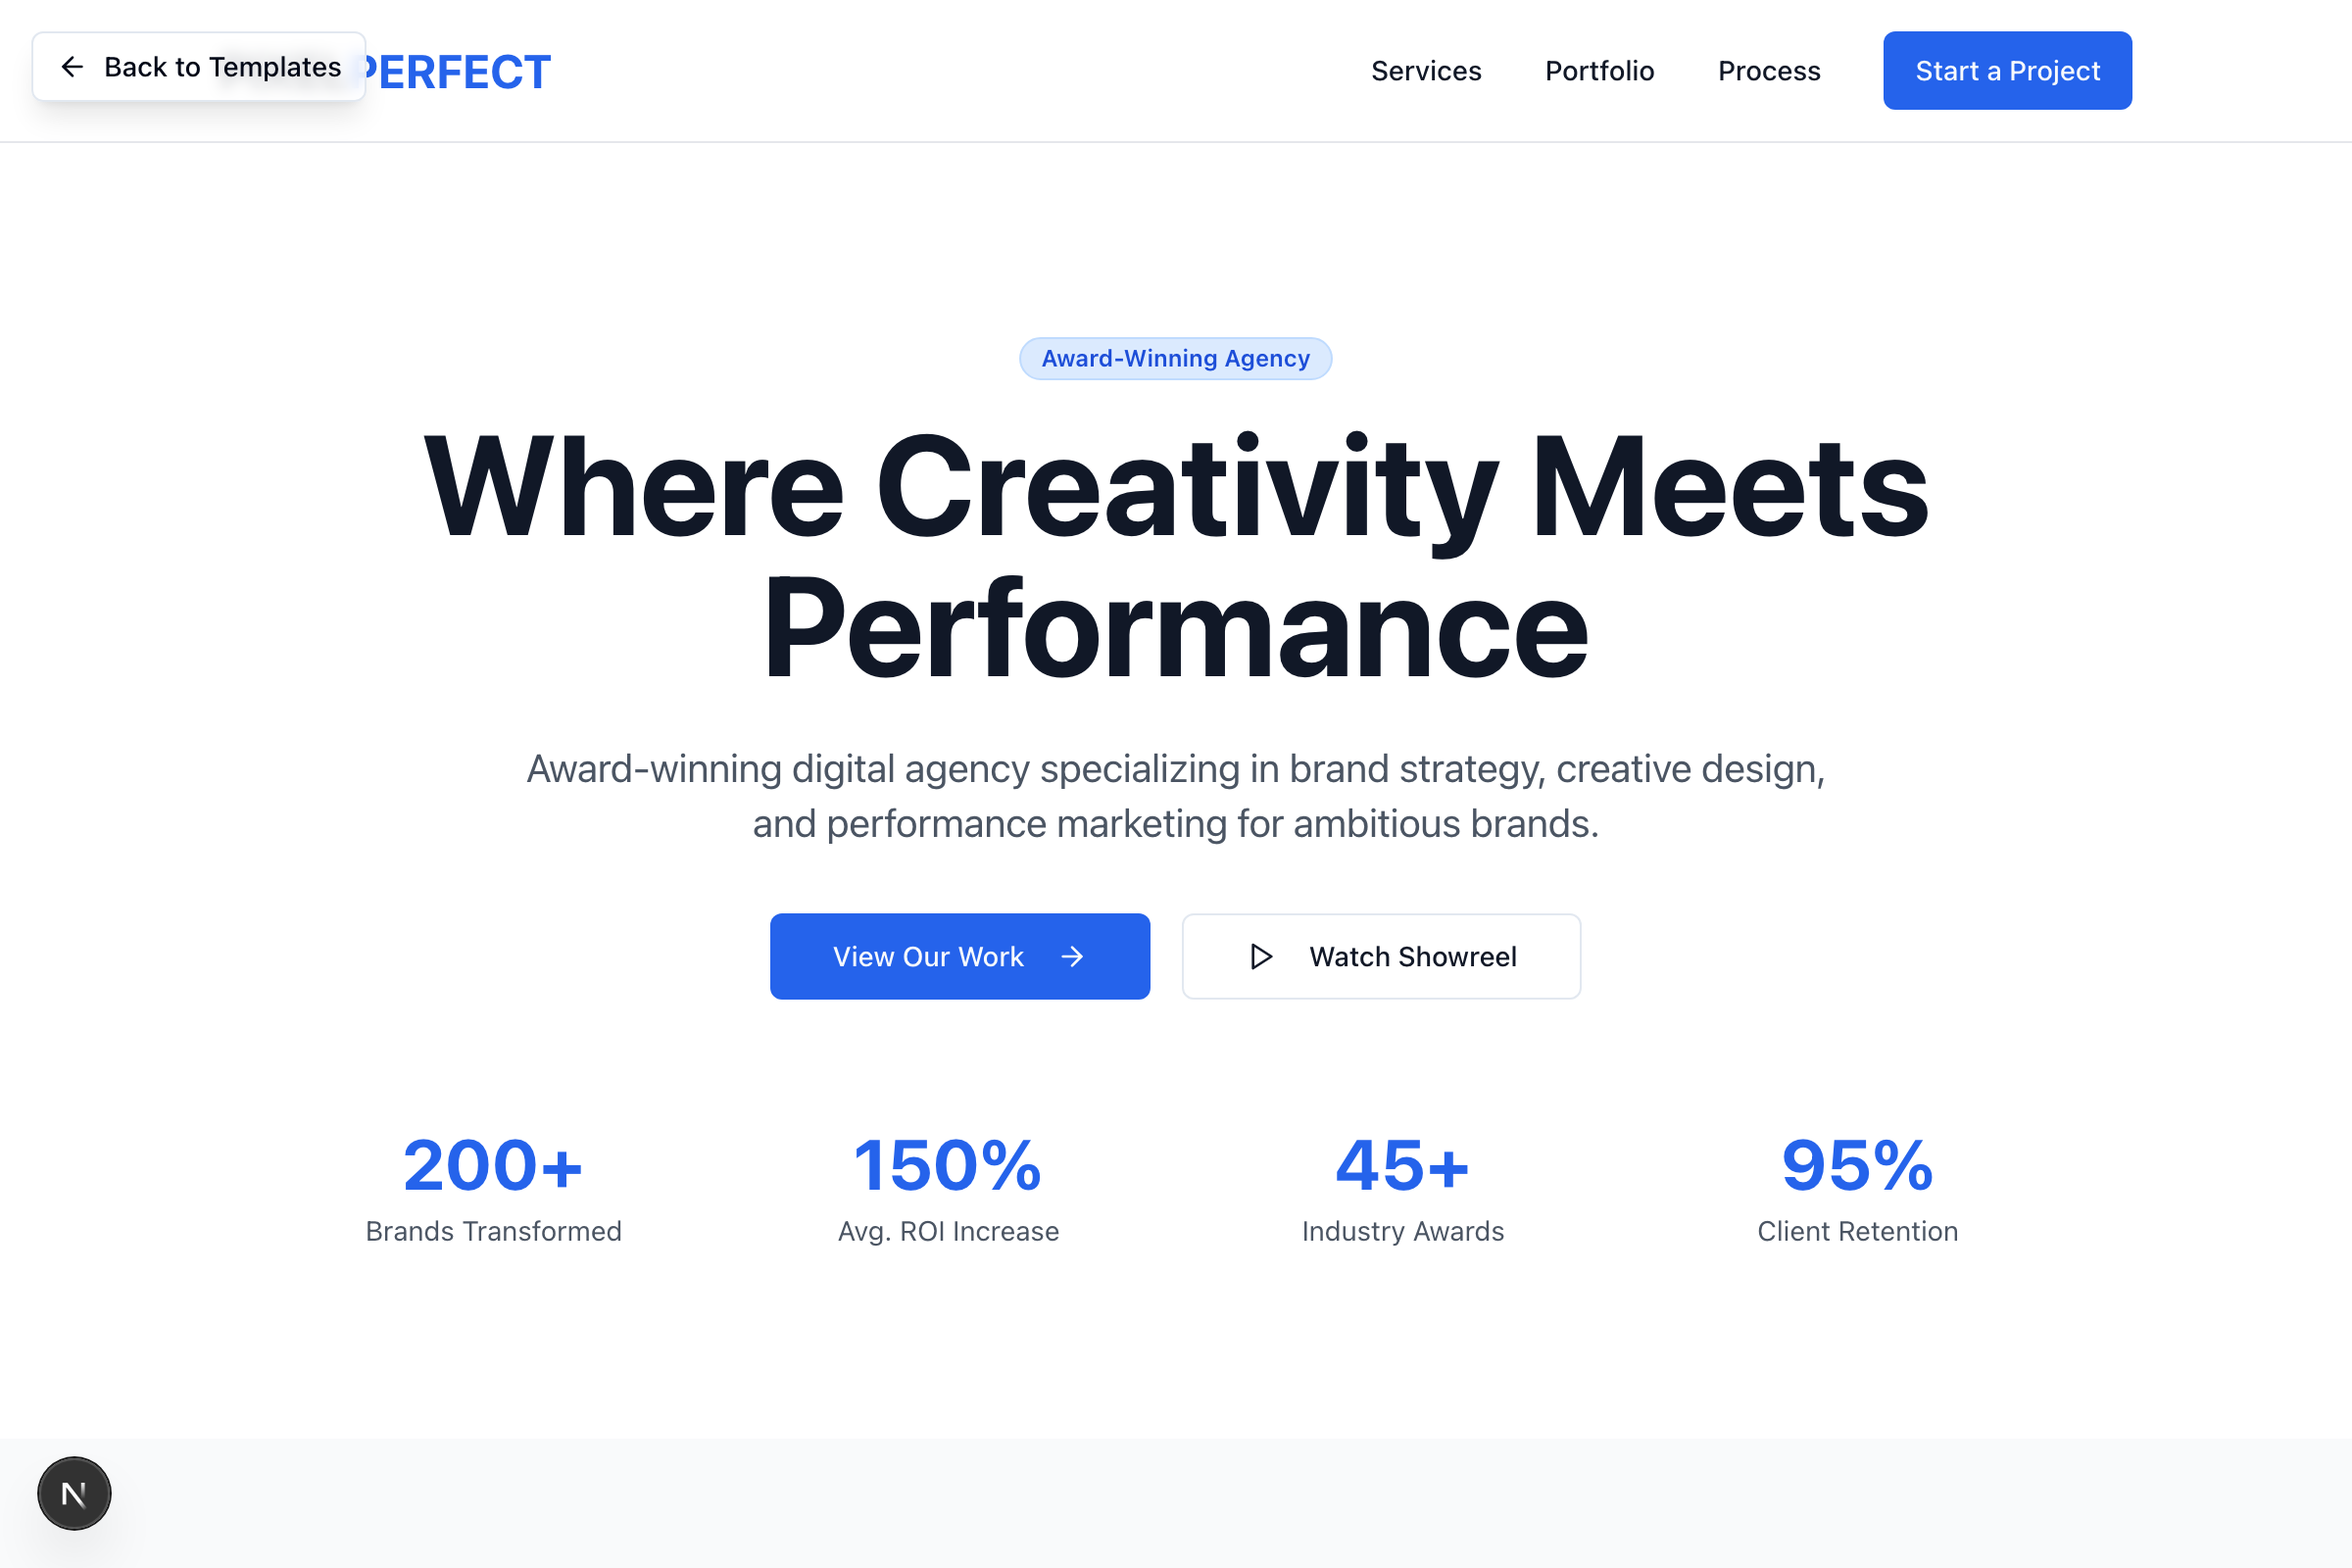 Back to Templates
PERFECT
Services
Portfolio
Process
Start a Project
Award-Winning Agency
Where Creativity Meets
Performance
Award-winning digital agency specializing in brand strategy, creative design,
and performance marketing for ambitious brands.
View Our Work
Watch Showreel
200+
150%
45+
95%
Brands Transformed
Avg. ROI Increase
Industry Awards
Client Retention
N